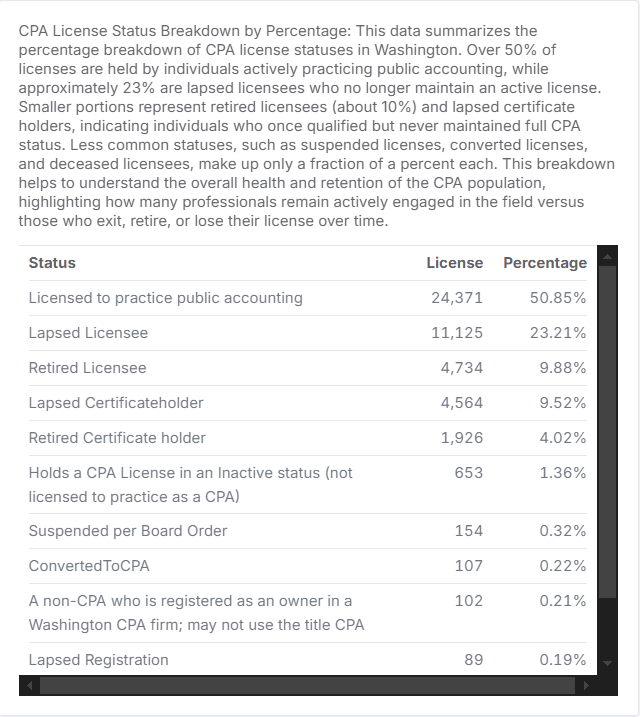 CPA License Status Breakdown by Percentage: This data summarizes the
percentage breakdown of CPA license statuses in Washington. Over 50% of
licenses are held by individuals actively practicing public accounting, while
approximately 23% are lapsed licensees who no longer maintain an active license.
Smaller portions represent retired licensees (about 10%) and lapsed certificate
holders, indicating individuals who once qualified but never maintained full CPA
status. Less common statuses, such as suspended licenses, converted licenses,
and deceased licensees, make up only a fraction of a percent each. This breakdown
helps to understand the overall health and retention of the CPA population,
highlighting how many professionals remain actively engaged in the field versus
those who exit, retire, or lose their license over time.
Status License Percentage
Licensed to practice public accounting 24,371 50.85%
Lapsed Licensee 11,125 23.21%
Retired Licensee 4,734 9.88%
Lapsed Certificateholder 4,564 9.52%
Retired Certificate holder 1,926 4.02%
Holds a CPA License in an Inactive status (not 653 1.36%
licensed to practice as a CPA)
Suspended per Board Order 154 0.32%
ConvertedToCPA 107 0.22%
A non-CPA who is registered as an owner in a 102 0.21%
Washington CPA firm; may not use the title CPA
Lapsed Registration 89 0.19%